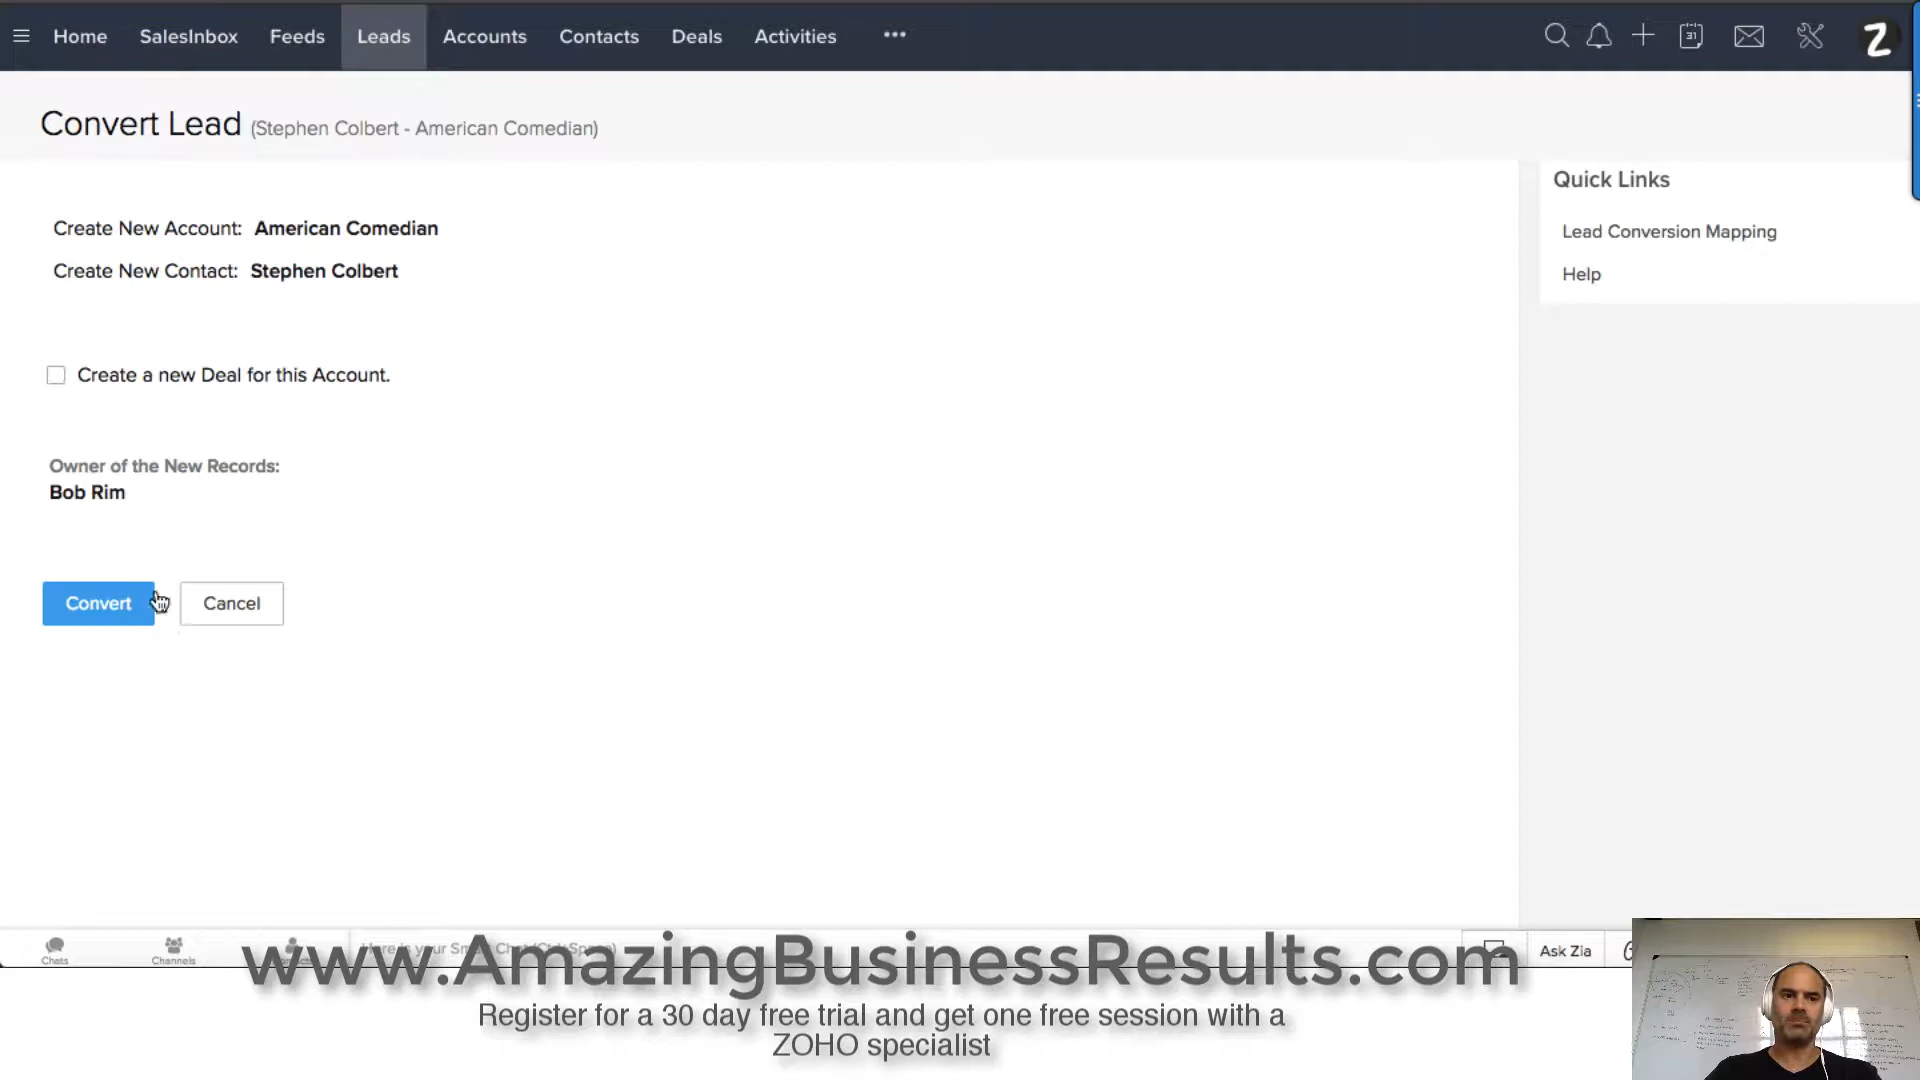 Home SalesInbox Feeds Leads Accounts Contacts Deals Activities ••• 31 Z
Convert Lead (Stephen Colbert - American Comedian)
Quick Links
Create New Account: American Comedian
Lead Conversion Mapping
Create New Contact: Stephen Colbert
Help
Create a new Deal for this Account.
Owner of the New Records:
Bob Rim
Convert Cancel
Chats Channels Ask Zia
www.AmazingBusinessResults.com
Register for a 30 day free trial and get one free session with a
ZOHO specialist